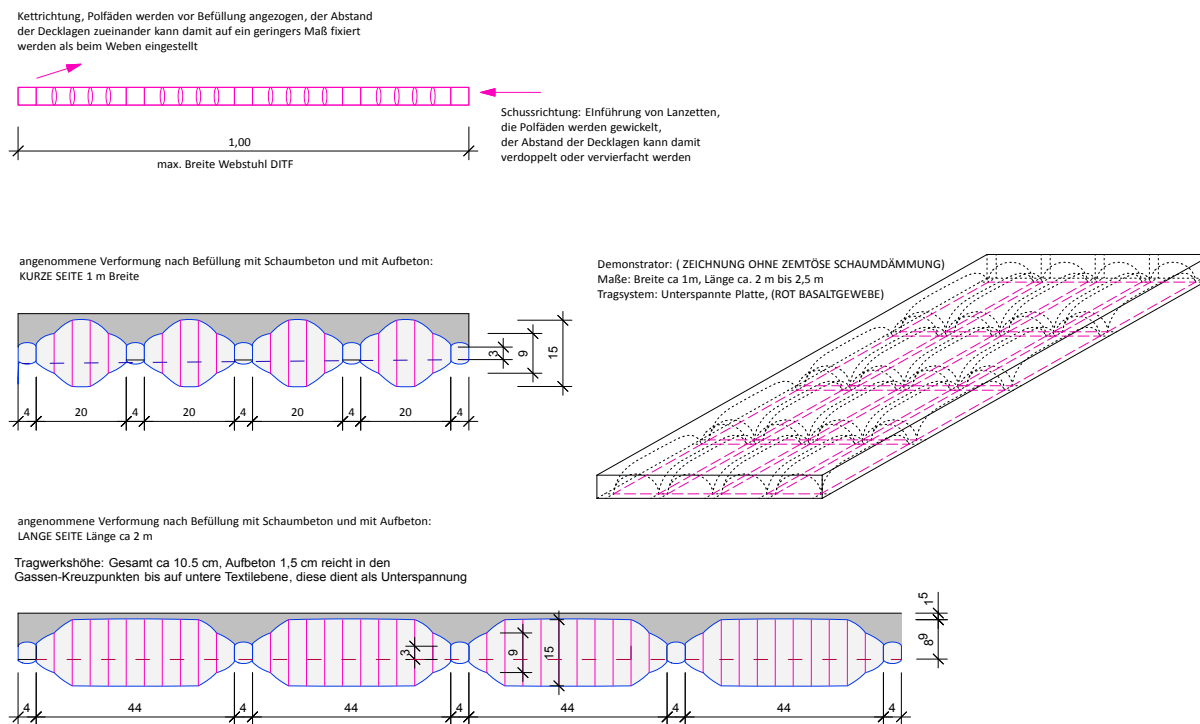 Kettrichtung, Polfäden werden vor Befüllung angezogen, der Abstand
der Decklagen zueinander kann damit auf ein geringers Maß fixiert
werden als beim Weben eingestellt
Schussrichtung: EInführung von Lanzetten,
die Polfäden werden gewickelt,
der Abstand der Decklagen kann damit
verdoppelt oder vervierfacht werden
1,00
max. Breite Webstuhl DITF
angenommene Verformung nach Befüllung mit Schaumbeton und mit Aufbeton:
KURZE SEITE 1 m Breite
3
9
15
4
20
4
20
4
20
4
20
4
Demonstrator: ( ZEICHNUNG OHNE ZEMTÖSE SCHAUMDÄMMUNG)
Maße: Breite ca 1m, Länge ca. 2 m bis 2,5 m
Tragsystem: Unterspannte Platte, (ROT BASALTGEWEBE)
angenommene Verformung nach Befüllung mit Schaumbeton und mit Aufbeton:
LANGE SEITE Länge ca 2 m
Tragwerkshöhe: Gesamt ca 10.5 cm, Aufbeton 1,5 cm reicht in den
Gassen-Kreuzpunkten bis auf untere Textilebene, diese dient als Unterspannung
3
9
15
15
8⁹
4
44
4
44
4
44
4
44
4